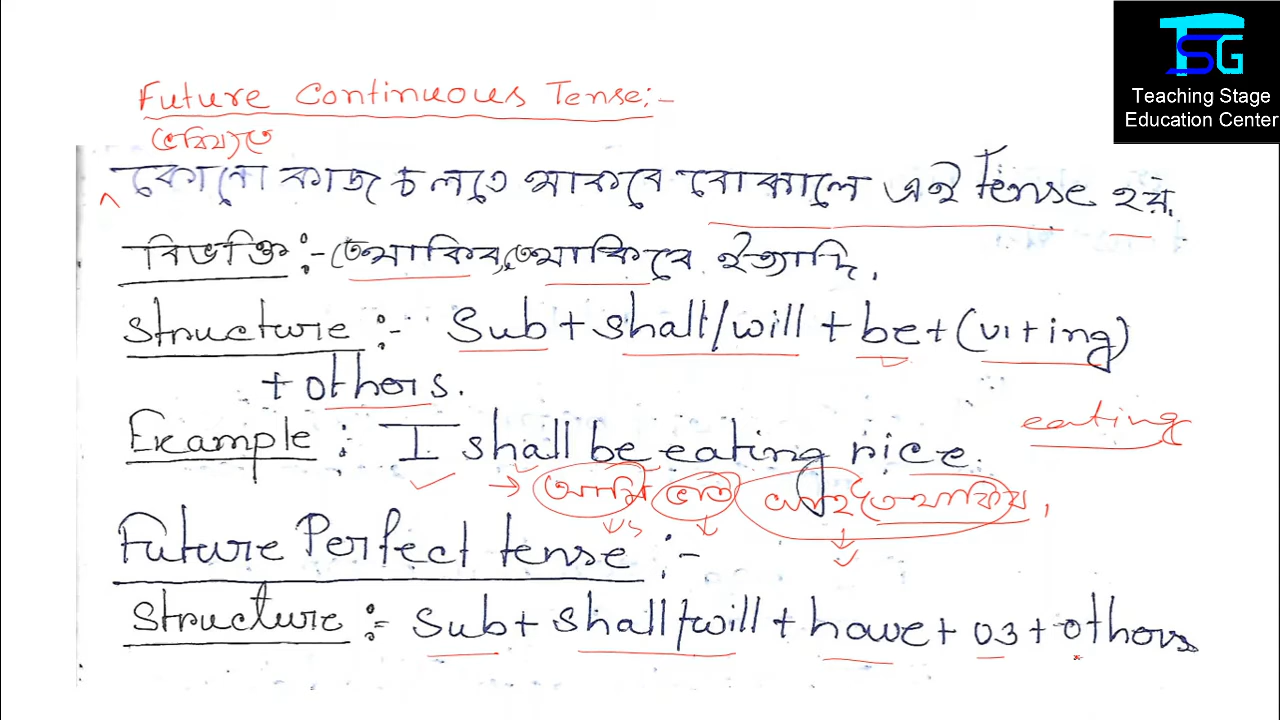 TSG
Teaching Stage
Education Center
Future Continuous Tense:-
(ভবিষ্যতে
^ কোনো কাজ চলতে থাকবে বোঝালে এই Tense হয়.
বিভক্তি :- তে থাকিব, তে থাকিবে ইত্যাদি.
Structure :- Sub + shall/will + be + (v1+ing)
+ others.
Example : I shall be eating rice.
eating
→ আমি ভাত খাইতে থাকিব,
Future Perfect tense :-
Structure :- Sub + shall/will + have + v3 + others